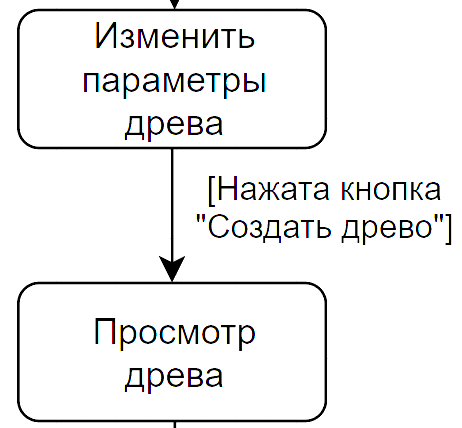 Изменить
параметры
древа
[Нажата кнопка
"Создать древо"]
Просмотр
древа